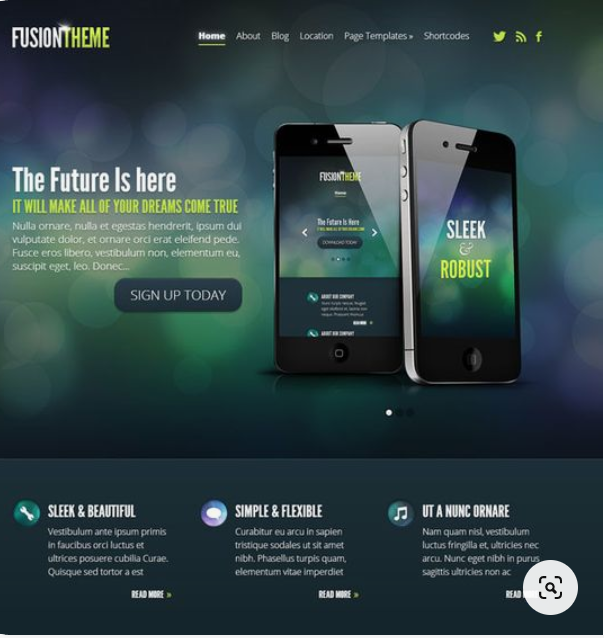 FUSIONTHEME
Home About Blog Location Page Templates » Shortcodes
The Future Is here
IT WILL MAKE ALL OF YOUR DREAMS COME TRUE
Nulla ornare, nulla et egestas hendrerit, ipsum dui
vulputate dolor, et ornare orci erat eleifend pede.
Fusce eros libero, vestibulum non, elementum eu,
suscipit eget, leo. Donec...
SIGN UP TODAY
FUSIONTHEME
Home
The Future Is here
DOWNLOAD TODAY
ABOUT OUR COMPANY
READ MORE
ABOUT OUR COMPANY
SLEEK
&
ROBUST
SLEEK & BEAUTIFUL
Vestibulum ante ipsum primis
in faucibus orci luctus et
ultrices posuere cubilia Curae.
Quisque sed tortor a est
READ MORE »
SIMPLE & FLEXIBLE
Curabitur eu arcu in sapien
tristique sodales ut sit amet
nibh. Phasellus turpis quam,
elementum vitae imperdiet
READ MORE »
UT A NUNC ORNARE
Nam quam nisl, vestibulum
luctus fringilla et, ultricies nec
arcu. Nunc eget nibh in purus
sagittis ultricies non ac
READ